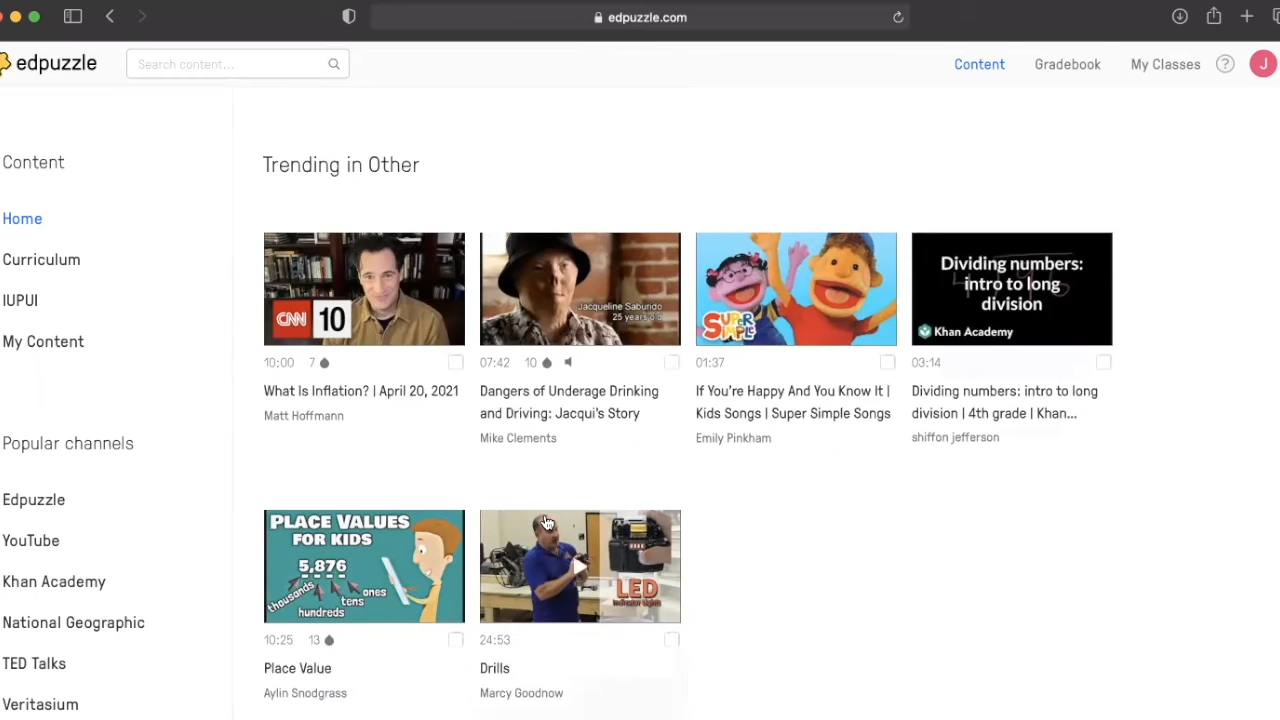 edpuzzle.com
edpuzzle
Search content...
Content
Gradebook
My Classes
?
J
Content
Home
Curriculum
IUPUI
My Content
Popular channels
Edpuzzle
YouTube
Khan Academy
National Geographic
TED Talks
Veritasium
Trending in Other
CNN 10
10:00 7
What Is Inflation? | April 20, 2021
Matt Hoffmann
Jacqueline Saburido
25 years old
07:42 10
Dangers of Underage Drinking
and Driving: Jacqui's Story
Mike Clements
SUPER
SIMPLE
01:37
If You're Happy And You Know It |
Kids Songs | Super Simple Songs
Emily Pinkham
Dividing numbers:
intro to long
division
Khan Academy
03:14
Dividing numbers: intro to long
division | 4th grade | Khan...
shiffon jefferson
PLACE VALUES
FOR KIDS
5,876
thousands
hundreds
tens
ones
10:25 13
Place Value
Aylin Snodgrass
LED
Indicator Lights
24:53
Drills
Marcy Goodnow